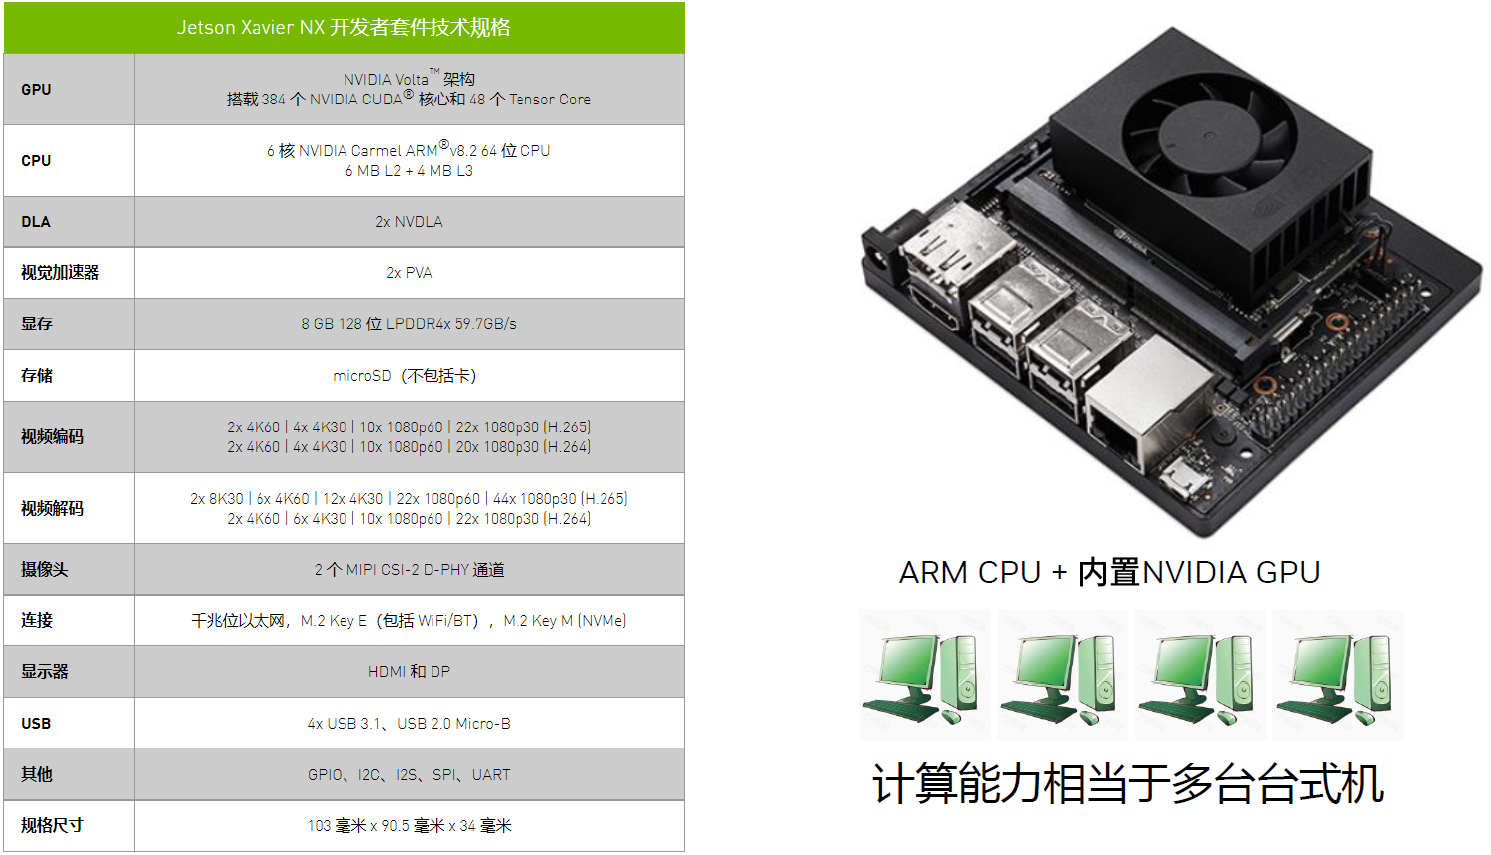 Jetson Xavier NX 开发者套件技术规格
GPU
NVIDIA Volta™ 架构
搭载 384 个 NVIDIA CUDA® 核心和 48 个 Tensor Core
CPU
6 核 NVIDIA Carmel ARM®v8.2 64 位 CPU
6 MB L2 + 4 MB L3
DLA
2x NVDLA
视觉加速器
2x PVA
显存
8 GB 128 位 LPDDR4x 59.7GB/s
存储
microSD（不包括卡）
视频编码
2x 4K60 | 4x 4K30 | 10x 1080p60 | 22x 1080p30 (H.265)
2x 4K60 | 4x 4K30 | 10x 1080p60 | 20x 1080p30 (H.264)
视频解码
2x 8K30 | 6x 4K60 | 12x 4K30 | 22x 1080p60 | 44x 1080p30 (H.265)
2x 4K60 | 6x 4K30 | 10x 1080p60 | 22x 1080p30 (H.264)
摄像头
2 个 MIPI CSI-2 D-PHY 通道
连接
千兆位以太网，M.2 Key E（包括 WiFi/BT），M.2 Key M (NVMe)
显示器
HDMI 和 DP
USB
4x USB 3.1、USB 2.0 Micro-B
其他
GPIO、I2C、I2S、SPI、UART
规格尺寸
103 毫米 x 90.5 毫米 x 34 毫米
NVIDIA
ARM CPU + 内置NVIDIA GPU
计算能力相当于多台台式机